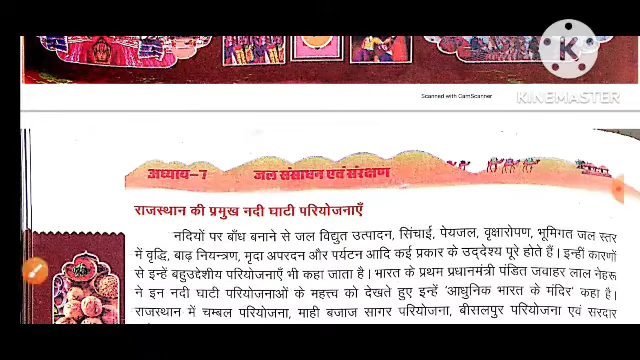 Scanned with CamScanner
KINEMASTER
अध्याय-7 जल संसाधन एवं संरक्षण
राजस्थान की प्रमुख नदी घाटी परियोजनाएँ
नदियों पर बाँध बनाने से जल विद्युत उत्पादन, सिंचाई, पेयजल, वृक्षारोपण, भूमिगत जल स्तर
में वृद्धि, बाढ़ नियन्त्रण, मृदा अपरदन और पर्यटन आदि कई प्रकार के उद्देश्य पूरे होते हैं। इन्हीं कारणों
से इन्हें बहुउद्देशीय परियोजनाएँ भी कहा जाता है। भारत के प्रथम प्रधानमंत्री पंडित जवाहर लाल नेहरू
ने इन नदी घाटी परियोजनाओं के महत्त्व को देखते हुए इन्हें 'आधुनिक भारत के मंदिर' कहा है।
राजस्थान में चम्बल परियोजना, माही बजाज सागर परियोजना, बीसलपुर परियोजना एवं सरदार